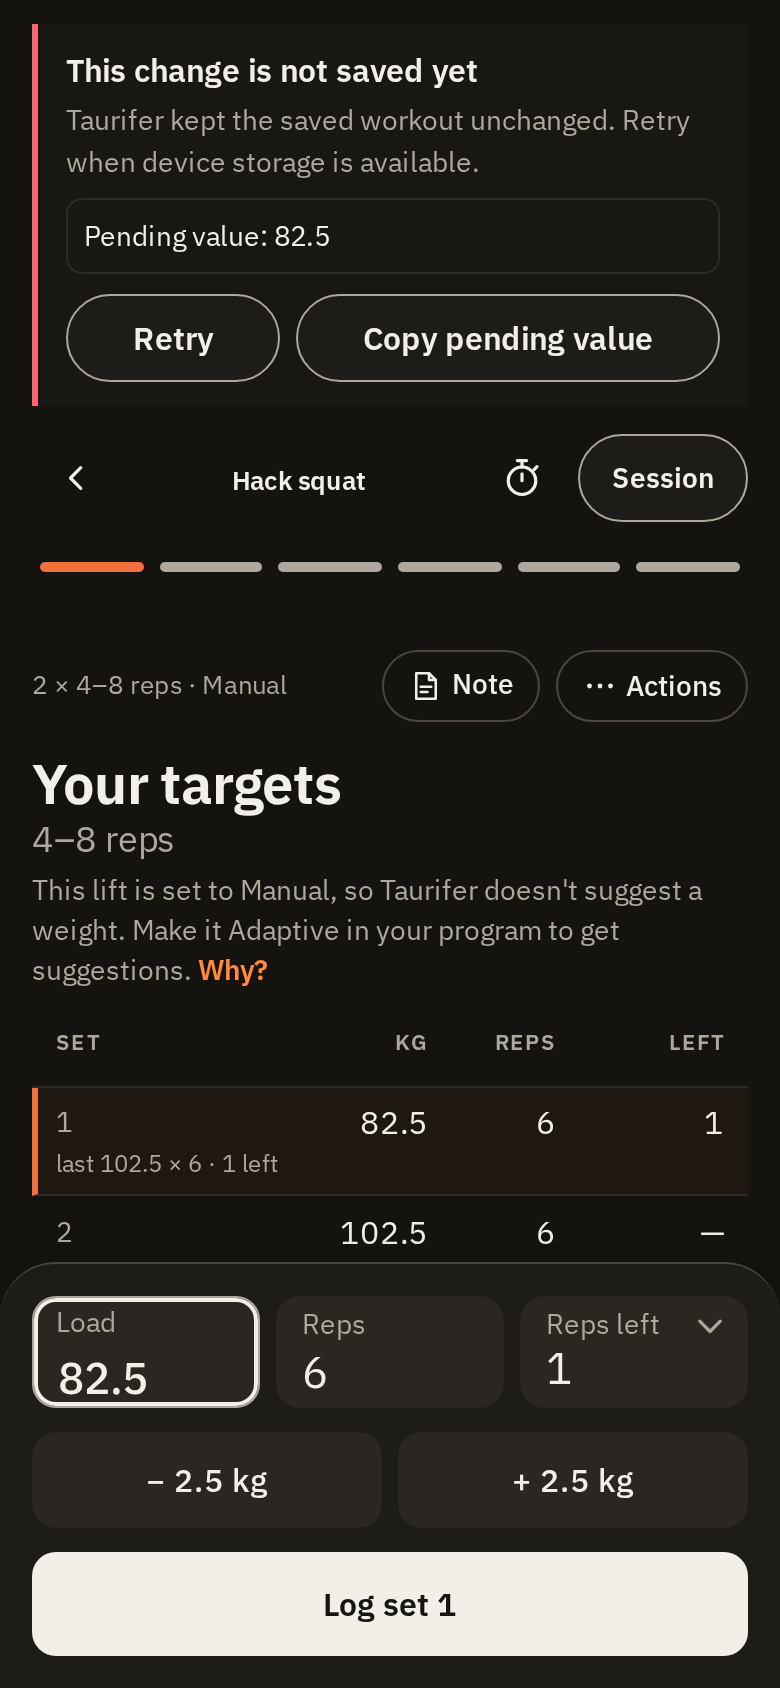 This change is not saved yet
Taurifer kept the saved workout unchanged. Retry
when device storage is available.
Pending value: 82.5
Retry
Copy pending value
Hack squat
Session
2 × 4–8 reps · Manual
Note
Actions
Your targets
4–8 reps
This lift is set to Manual, so Taurifer doesn't suggest a
weight. Make it Adaptive in your program to get
suggestions. Why?
SET KG REPS LEFT
1 82.5 6 1
last 102.5 × 6 · 1 left
2 102.5 6 –
Load Reps Reps left
82.5 6 1
− 2.5 kg + 2.5 kg
Log set 1